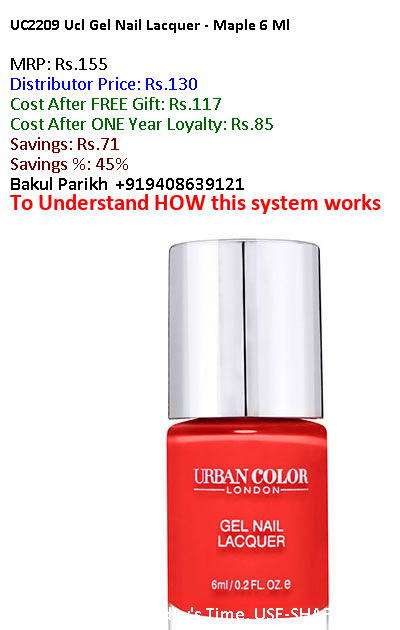 UC2209 Ucl Gel Nail Lacquer - Maple 6 Ml
MRP: Rs.155
Distributor Price: Rs.130
Cost After FREE Gift: Rs.117
Cost After ONE Year Loyalty: Rs.85
Savings: Rs.71
Savings %: 45%
Bakul Parikh +919408639121
To Understand HOW this system works
URBAN COLOR
LONDON
GEL NAIL
LACQUER
6ml/0.2 FL. OZ. e
Time. USE-SHAR